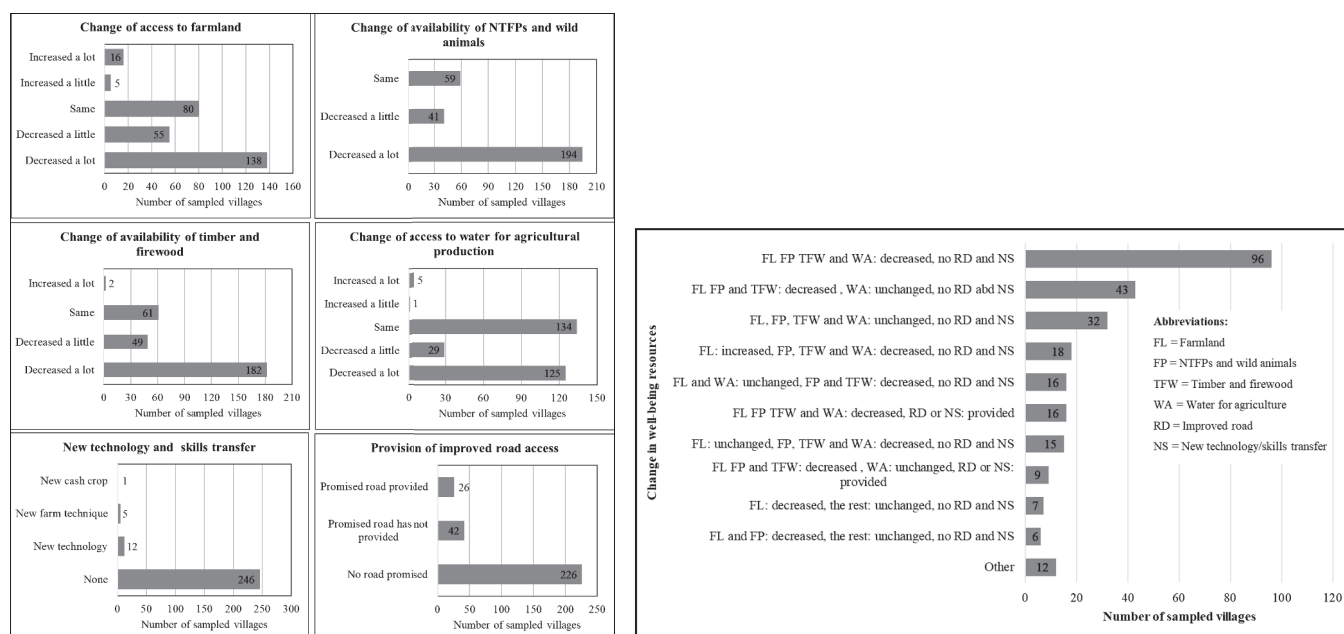 Change of access to farmland
Increased a lot
16
Increased a little
5
Same
80
Decreased a little
55
Decreased a lot
138
0 20 40 60 80 100 120 140 160
Number of sampled villages
Change of availability of NTFPs and wild
animals
Same
59
Decreased a little
41
Decreased a lot
194
0 30 60 90 120 150 180 210
Number of sampled villages
Change of availability of timber and
firewood
Increased a lot
2
Same
61
Decreased a little
49
Decreased a lot
182
0 30 60 90 120 150 180 210
Number of sampled villages
Change of access to water for agricultural
production
Increased a lot
5
Increased a little
1
Same
134
Decreased a little
29
Decreased a lot
125
0 30 60 90 120 150
Number of sampled villages
New technology and skills transfer
New cash crop
1
New farm technique
5
New technology
12
None
246
0 50 100 150 200 250 300
Number of sampled villages
Provision of improved road access
Promised road provided
26
Promised road has not
provided
42
No road promised
226
0 50 100 150 200 250
Number of sampled villages
Change in well-being resources
FL FP TFW and WA: decreased, no RD and NS
96
FL FP and TFW: decreased , WA: unchanged, no RD abd NS
43
FL, FP, TFW and WA: unchanged, no RD and NS
32
FL: increased, FP, TFW and WA: decreased, no RD and NS
18
FL and WA: unchanged, FP and TFW: decreased, no RD and NS
16
FL FP TFW and WA: decreased, RD or NS: provided
16
FL: unchanged, FP, TFW and WA: decreased, no RD and NS
15
FL FP and TFW: decreased , WA: unchanged, RD or NS:
provided
9
FL: decreased, the rest: unchanged, no RD and NS
7
FL and FP: decreased, the rest: unchanged, no RD and NS
6
Other
12
0 20 40 60 80 100 120
Number of sampled villages
Abbreviations:
FL = Farmland
FP = NTFPs and wild animals
TFW = Timber and firewood
WA = Water for agriculture
RD = Improved road
NS = New technology/skills transfer